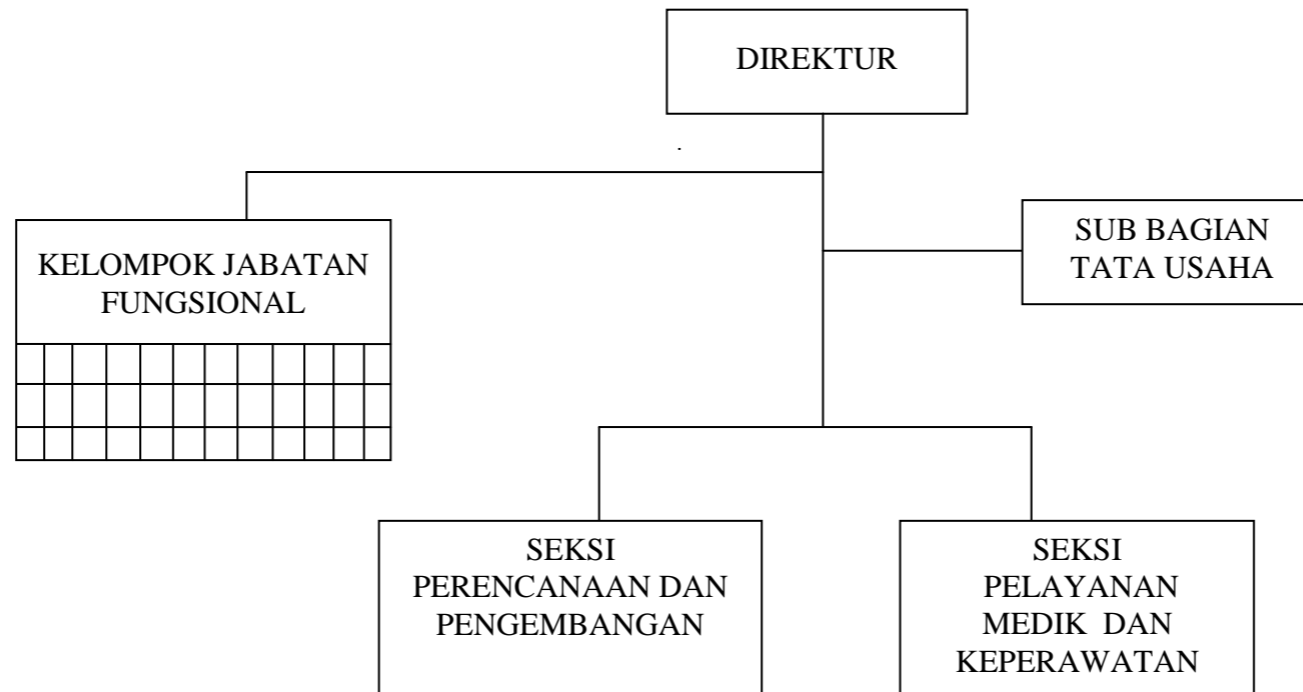 DIREKTUR
KELOMPOK JABATAN
FUNGSIONAL
SUB BAGIAN
TATA USAHA
SEKSI
PERENCANAAN DAN
PENGEMBANGAN
SEKSI
PELAYANAN
MEDIK DAN
KEPERAWATAN